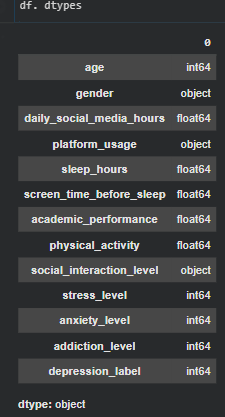 df. dtypes
0
age int64
gender object
daily_social_media_hours float64
platform_usage object
sleep_hours float64
screen_time_before_sleep float64
academic_performance float64
physical_activity float64
social_interaction_level object
stress_level int64
anxiety_level int64
addiction_level int64
depression_label int64
dtype: object